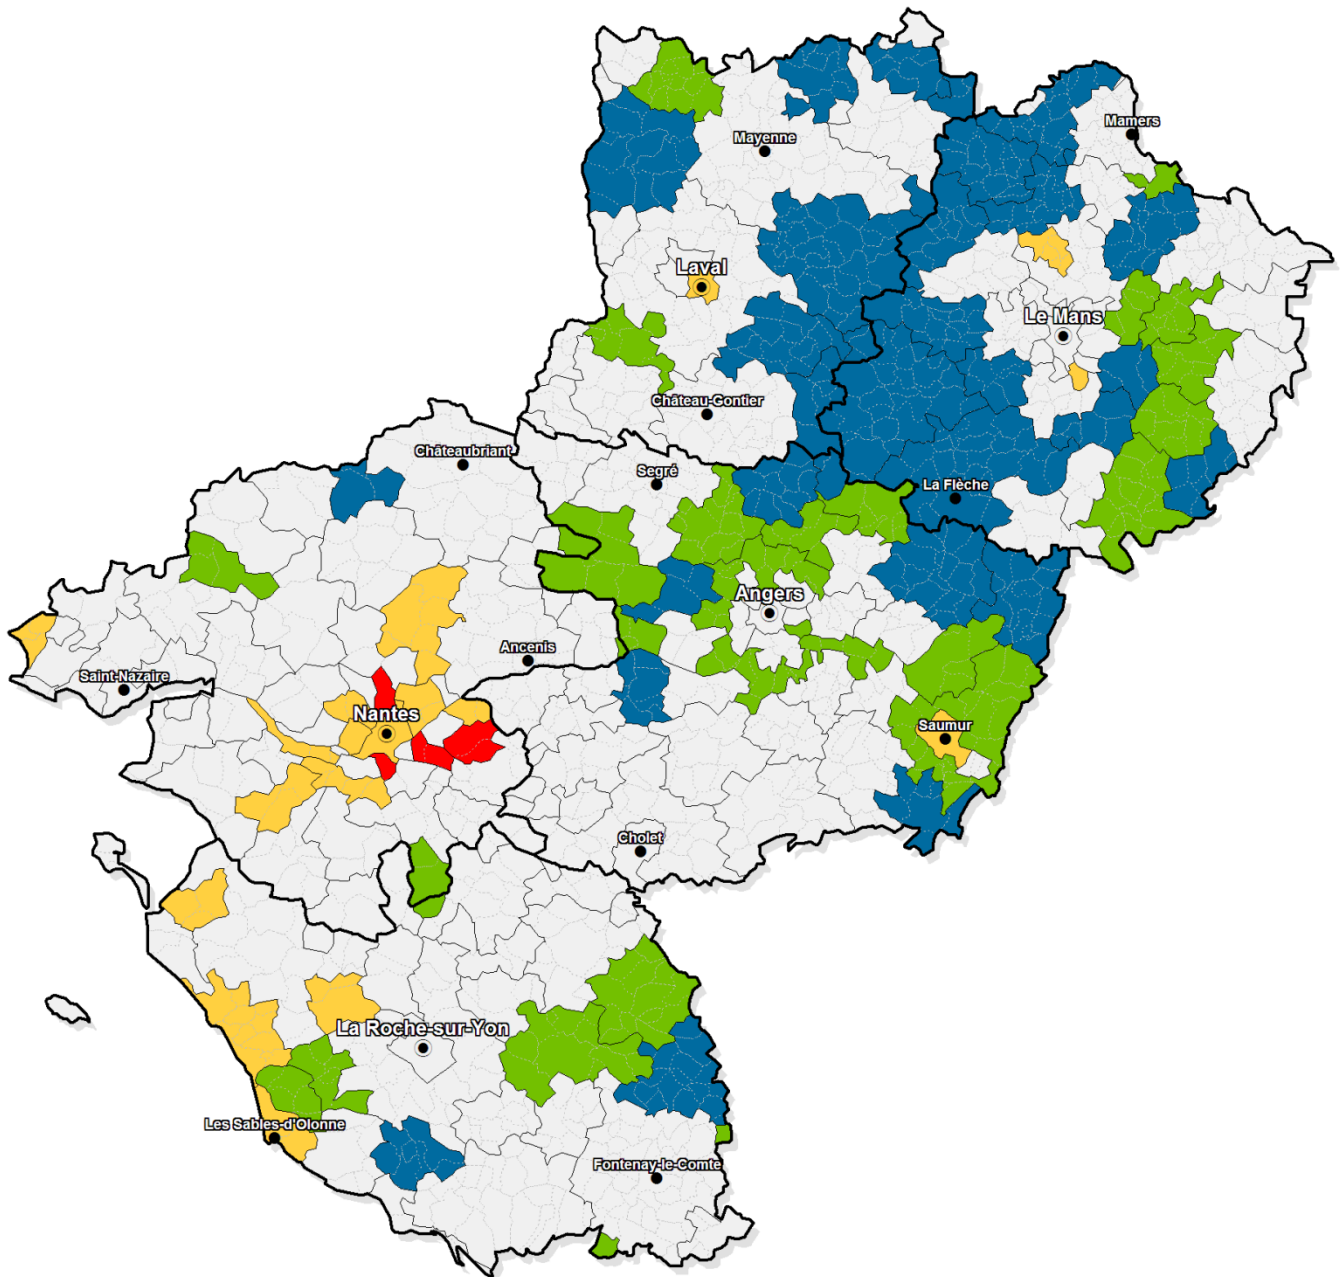 Mamers
Mayenne
Laval
Le Mans
Château-Gontier
Châteaubriant
Segré
La Flèche
Angers
Ancenis
Saint-Nazaire
Nantes
Saumur
Cholet
La Roche-sur-Yon
Les Sables-d'Olonne
Fontenay-le-Comte